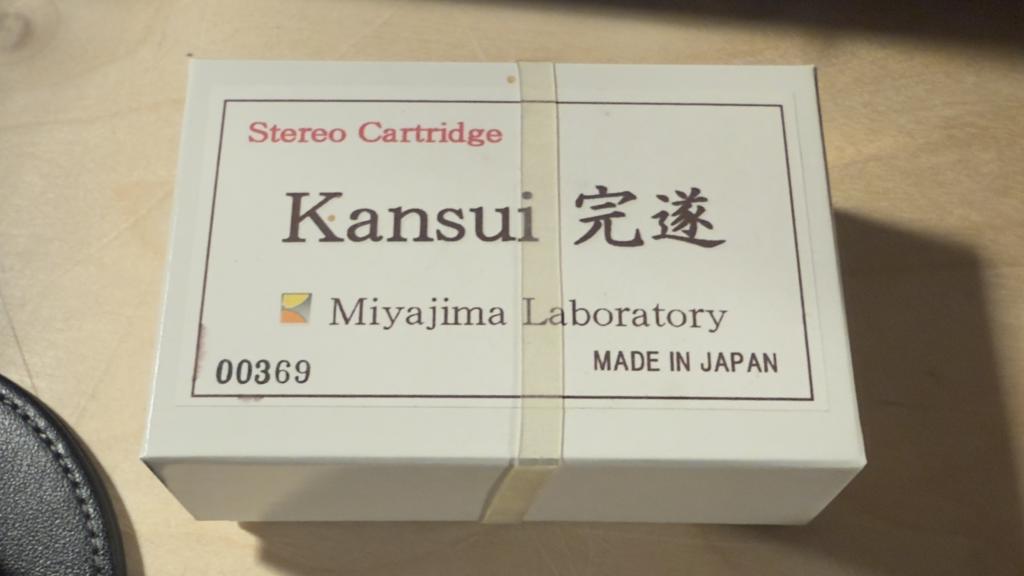 Stereo Cartridge
Kansui 完遂
Miyajima Laboratory
00369
MADE IN JAPAN